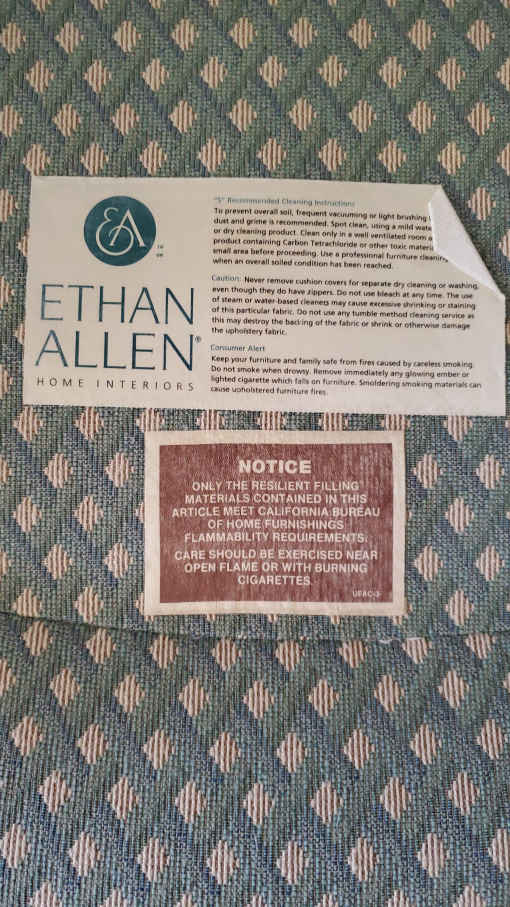 "S" Recommended Cleaning Instructions
To prevent overall soil, frequent vacuuming or light brushing
dust and grime is recommended. Spot clean, using a mild
or dry cleaning product. Clean only in a well ventilated room
product containing Carbon Tetrachloride or other toxic
small area before proceeding. Use a professional furniture cleaning
when an overall soiled condition has been reached.
EA
ETHAN
ALLEN®
HOME INTERIORS
Caution: Never remove cushion covers for separate dry cleaning or washing,
even though they do have zippers. Do not use bleach at any time. The use
of steam or water-based cleaners may cause excessive shrinking or staining
of this particular fabric. Do not use any tumble method cleaning service as
this may destroy the backing of the fabric or shrink or otherwise damage
the upholstery fabric.
Consumer Alert
Keep your furniture and family safe from fires caused by careless smoking.
Do not smoke when drowsy. Remove immediately any glowing ember or
lighted cigarette which falls on furniture. Smoldering smoking materials can
cause upholstered furniture fires.
NOTICE
ONLY THE RESILIENT FILLING
MATERIALS CONTAINED IN THIS
ARTICLE MEET CALIFORNIA BUREAU
OF HOME FURNISHINGS
FLAMMABILITY REQUIREMENTS.
CARE SHOULD BE EXERCISED NEAR
OPEN FLAME OR WITH BURNING
CIGARETTES.
UFAC-3